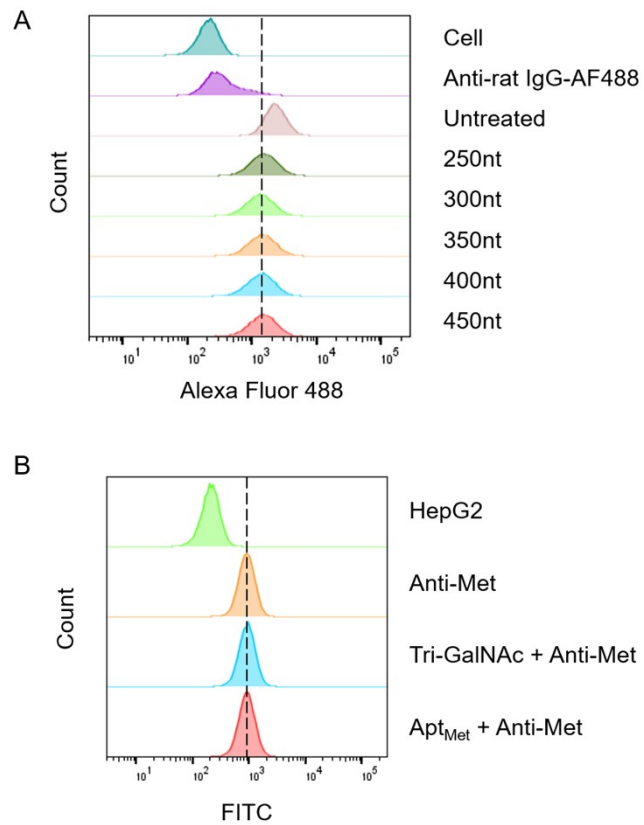 A
Cell
Anti-rat IgG-AF488
Untreated
250nt
300nt
350nt
400nt
450nt
Count
10¹ 10² 10³ 10⁴ 10⁵
Alexa Fluor 488
B
HepG2
Anti-Met
Tri-GalNAc + Anti-Met
Apt_Met + Anti-Met
Count
10¹ 10² 10³ 10⁴ 10⁵
FITC